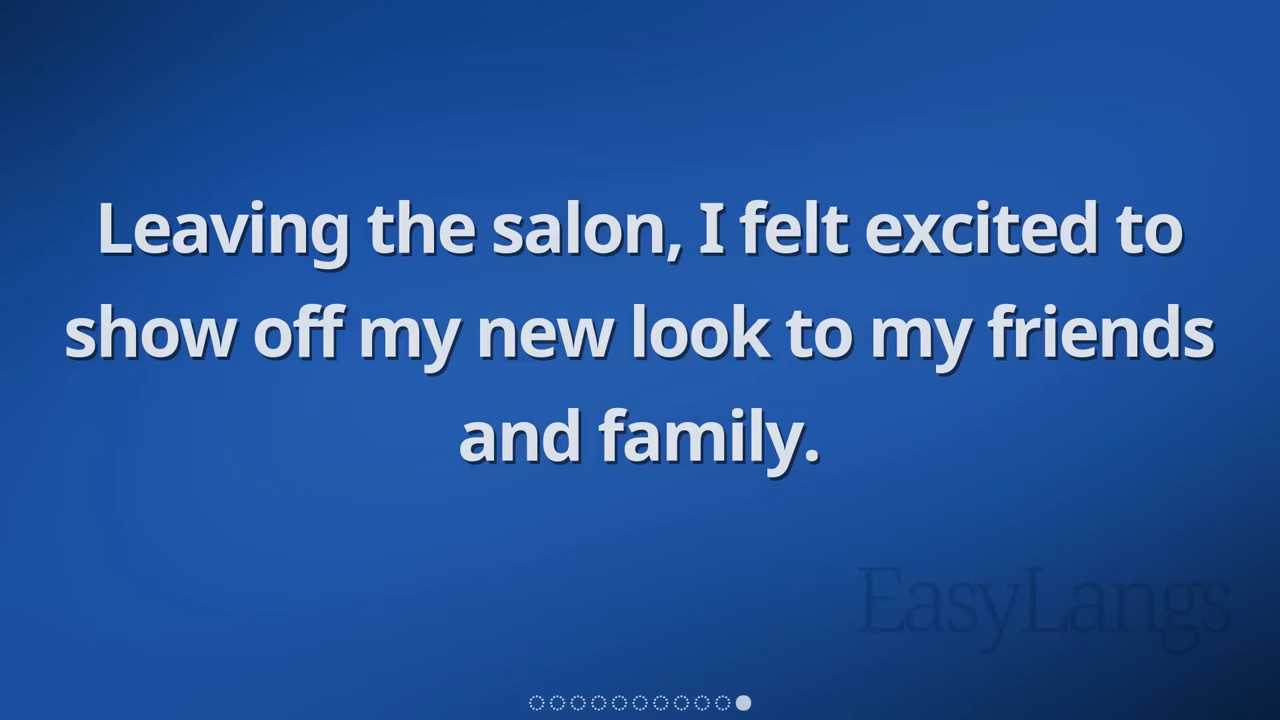 Leaving the salon, I felt excited to
show off my new look to my friends
and family.
EasyLangs